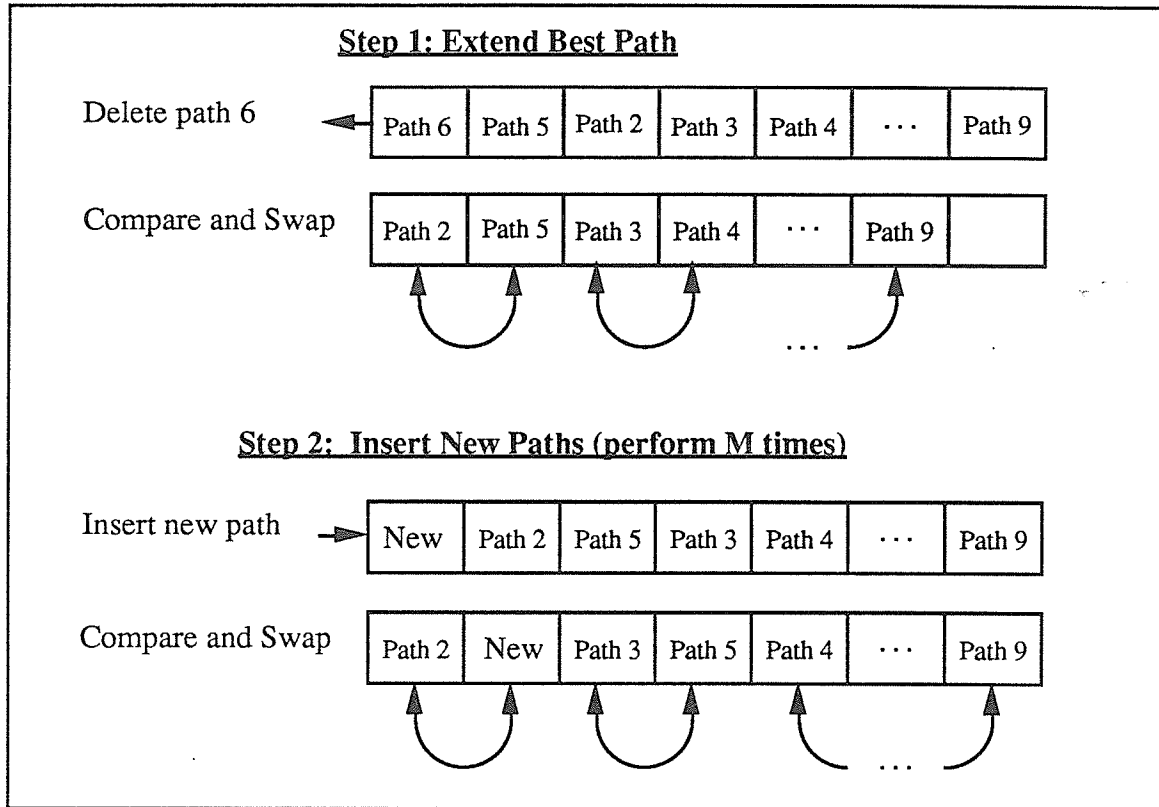 Step 1: Extend Best Path
Delete path 6
Path 6 Path 5 Path 2 Path 3 Path 4 ... Path 9
Compare and Swap
Path 2 Path 5 Path 3 Path 4 ... Path 9
...
Step 2: Insert New Paths (perform M times)
Insert new path
New Path 2 Path 5 Path 3 Path 4 ... Path 9
Compare and Swap
Path 2 New Path 3 Path 5 Path 4 ... Path 9
...